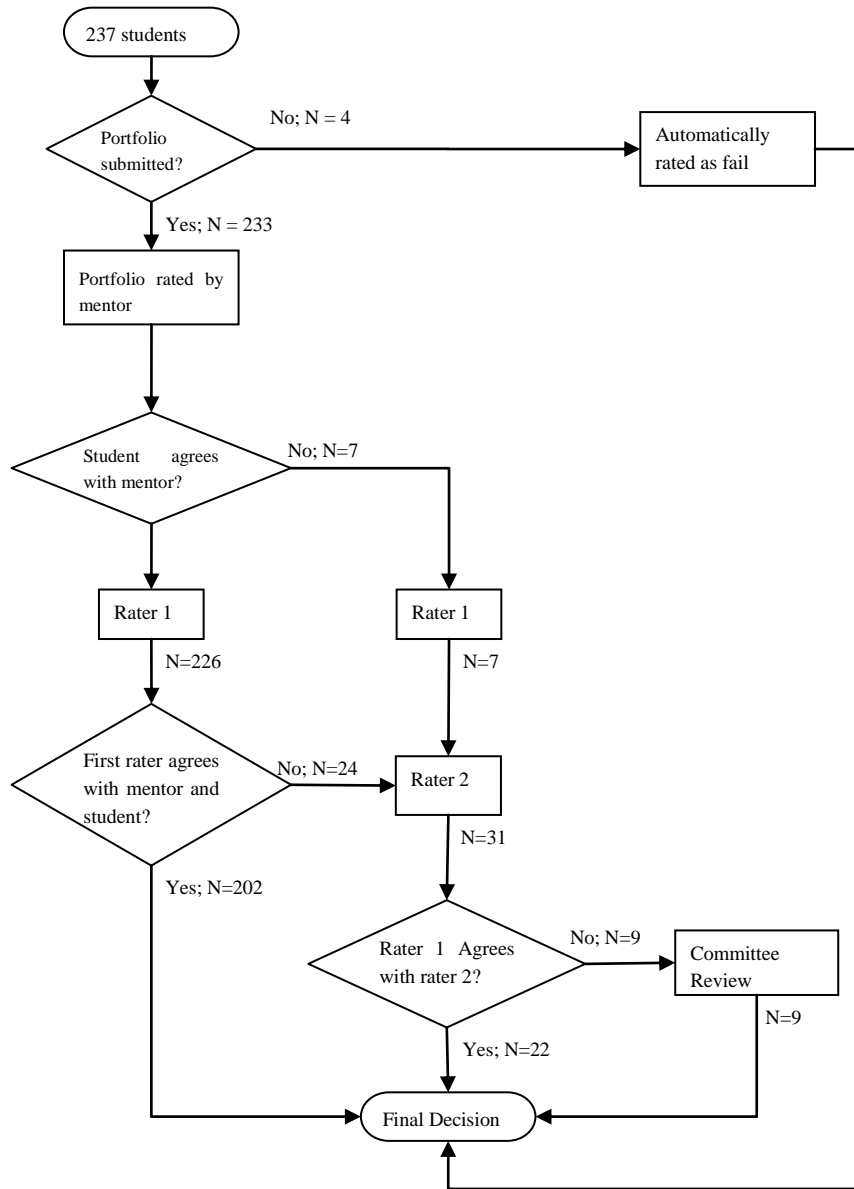 237 students
No; N = 4
Portfolio
submitted?
Automatically
rated as fail
Yes; N = 233
Portfolio rated by
mentor
Student agrees
with mentor?
No; N=7
Rater 1
Rater 1
N=226
N=7
First rater agrees
with mentor and
student?
No; N=24
Rater 2
N=31
Yes; N=202
Rater 1 Agrees
with rater 2?
No; N=9
Committee
Review
N=9
Yes; N=22
Final Decision